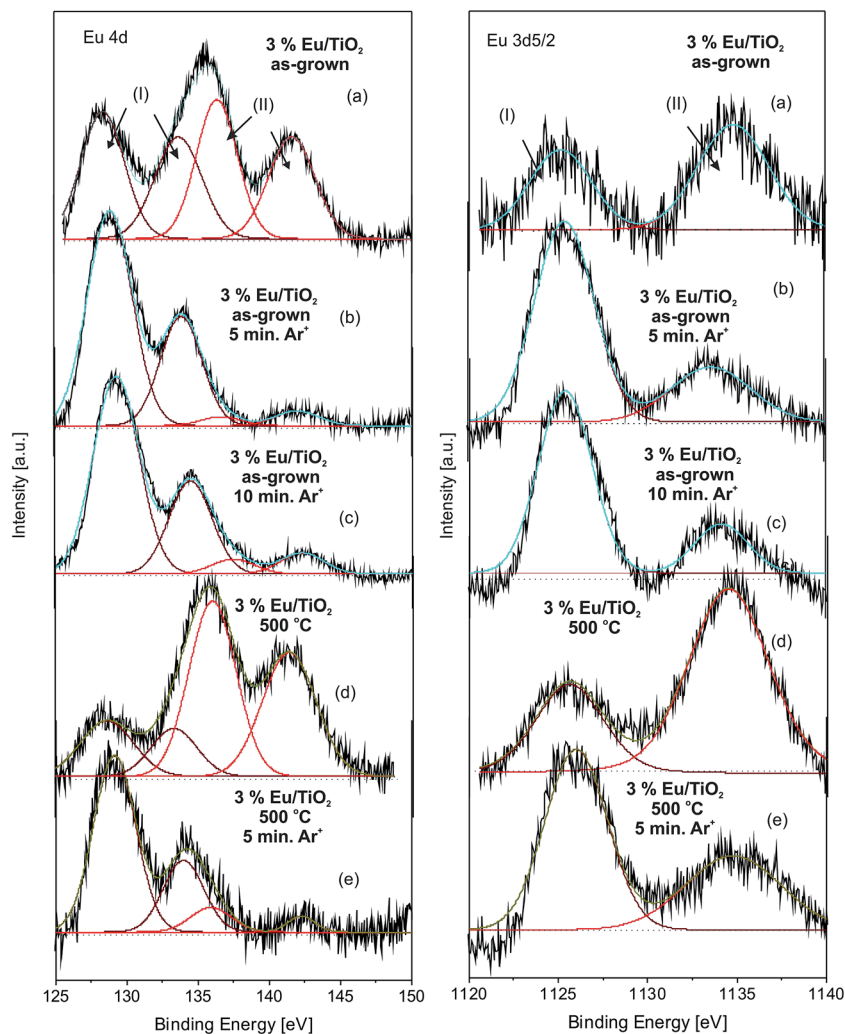 Eu 4d
3 % Eu/TiO₂
as-grown
(a)
(I)
(II)
3 % Eu/TiO₂
as-grown
5 min. Ar⁺
(b)
3 % Eu/TiO₂
as-grown
10 min. Ar⁺
(c)
3 % Eu/TiO₂
500 °C
(d)
3 % Eu/TiO₂
500 °C
5 min. Ar⁺
(e)
125 130 135 140 145 150
Binding Energy [eV]
Intensity [a.u.]
Eu 3d5/2
3 % Eu/TiO₂
as-grown
(a)
(I)
(II)
3 % Eu/TiO₂
as-grown
5 min. Ar⁺
(b)
3 % Eu/TiO₂
as-grown
10 min. Ar⁺
(c)
3 % Eu/TiO₂
500 °C
(d)
3 % Eu/TiO₂
500 °C
5 min. Ar⁺
(e)
1120 1125 1130 1135 1140
Binding Energy [eV]
Intensity [a.u.]